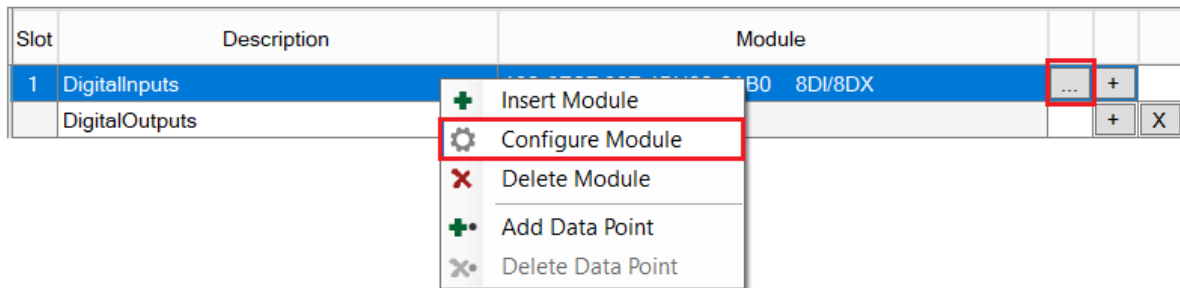 Slot Description Module
1 DigitalInputs 8DI/8DX ... +
Insert Module
DigitalOutputs + X
Configure Module
Delete Module
Add Data Point
Delete Data Point